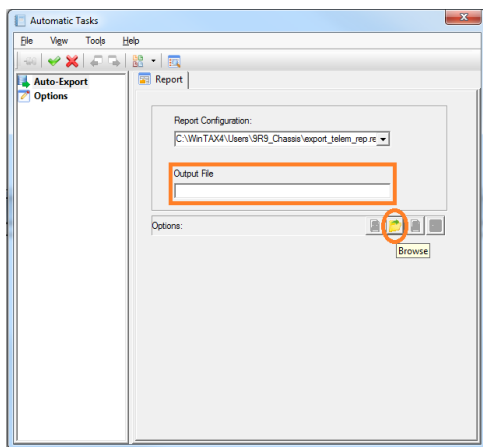 Automatic Tasks
File View Tools Help
Auto-Export
Options
Report
Report Configuration:
C:\WinTAX4\Users\9R9_Chassis\export_telem_rep.re
Output File
Options:
Browse